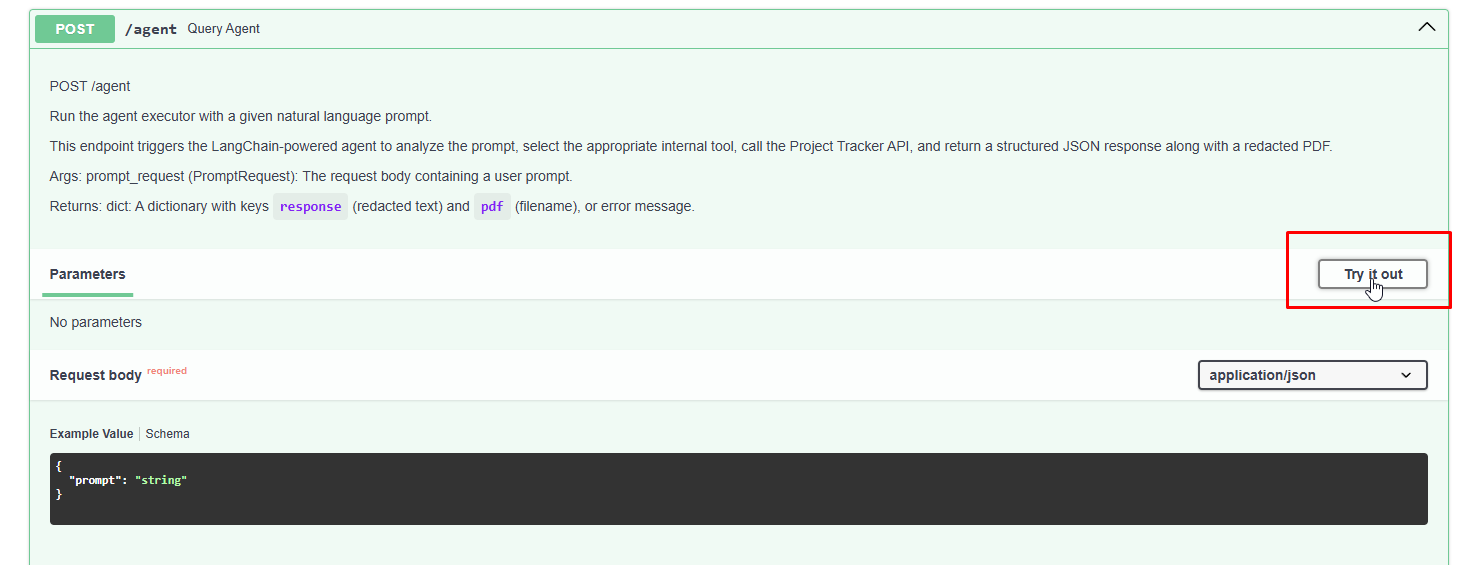 POST /agent Query Agent
POST /agent
Run the agent executor with a given natural language prompt.
This endpoint triggers the LangChain-powered agent to analyze the prompt, select the appropriate internal tool, call the Project Tracker API, and return a structured JSON response along with a redacted PDF.
Args: prompt_request (PromptRequest): The request body containing a user prompt.
Returns: dict: A dictionary with keys response (redacted text) and pdf (filename), or error message.
Parameters Try it out
No parameters
Request body required application/json
Example Value Schema
{
"prompt": "string"
}